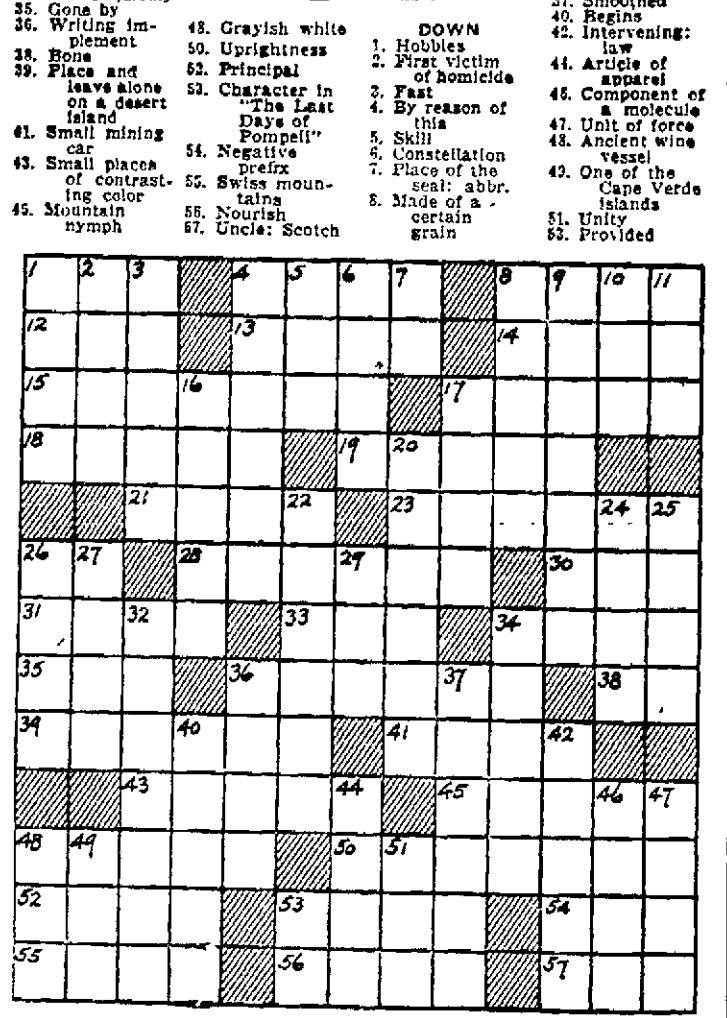 35. Gone by
36. Writing im-
plement
38. Bone
39. Place and
leave alone
on a desert
island
41. Small mining
car
43. Small places
of contrast-
ing color
45. Mountain
nymph
48. Grayish white
50. Uprightness
52. Principal
53. Character in
"The Last
Days of
Pompeii"
54. Negative
prefix
55. Swiss moun-
tains
56. Nourish
57. Uncle: Scotch
DOWN
1. Hobbles
2. First victim
of homicide
3. Fast
4. By reason of
this
5. Skill
6. Constellation
7. Place of the
seal: abbr.
8. Made of a
certain
grain
37. Smoothed
40. Begins
42. Intervening:
law
44. Article of
apparel
46. Component of
a molecule
47. Unit of force
48. Ancient wine
vessel
49. One of the
Cape Verde
islands
51. Unity
53. Provided
1 2 3 4 5 6 7 8 9 10 11
12 13 14
15 16 17
18 19 20
21 22 23 24 25
26 27 28 29 30
31 32 33 34
35 36 37 38
39 40 41 42
43 44 45 46 47
48 49 50 51
52 53 54
55 56 57